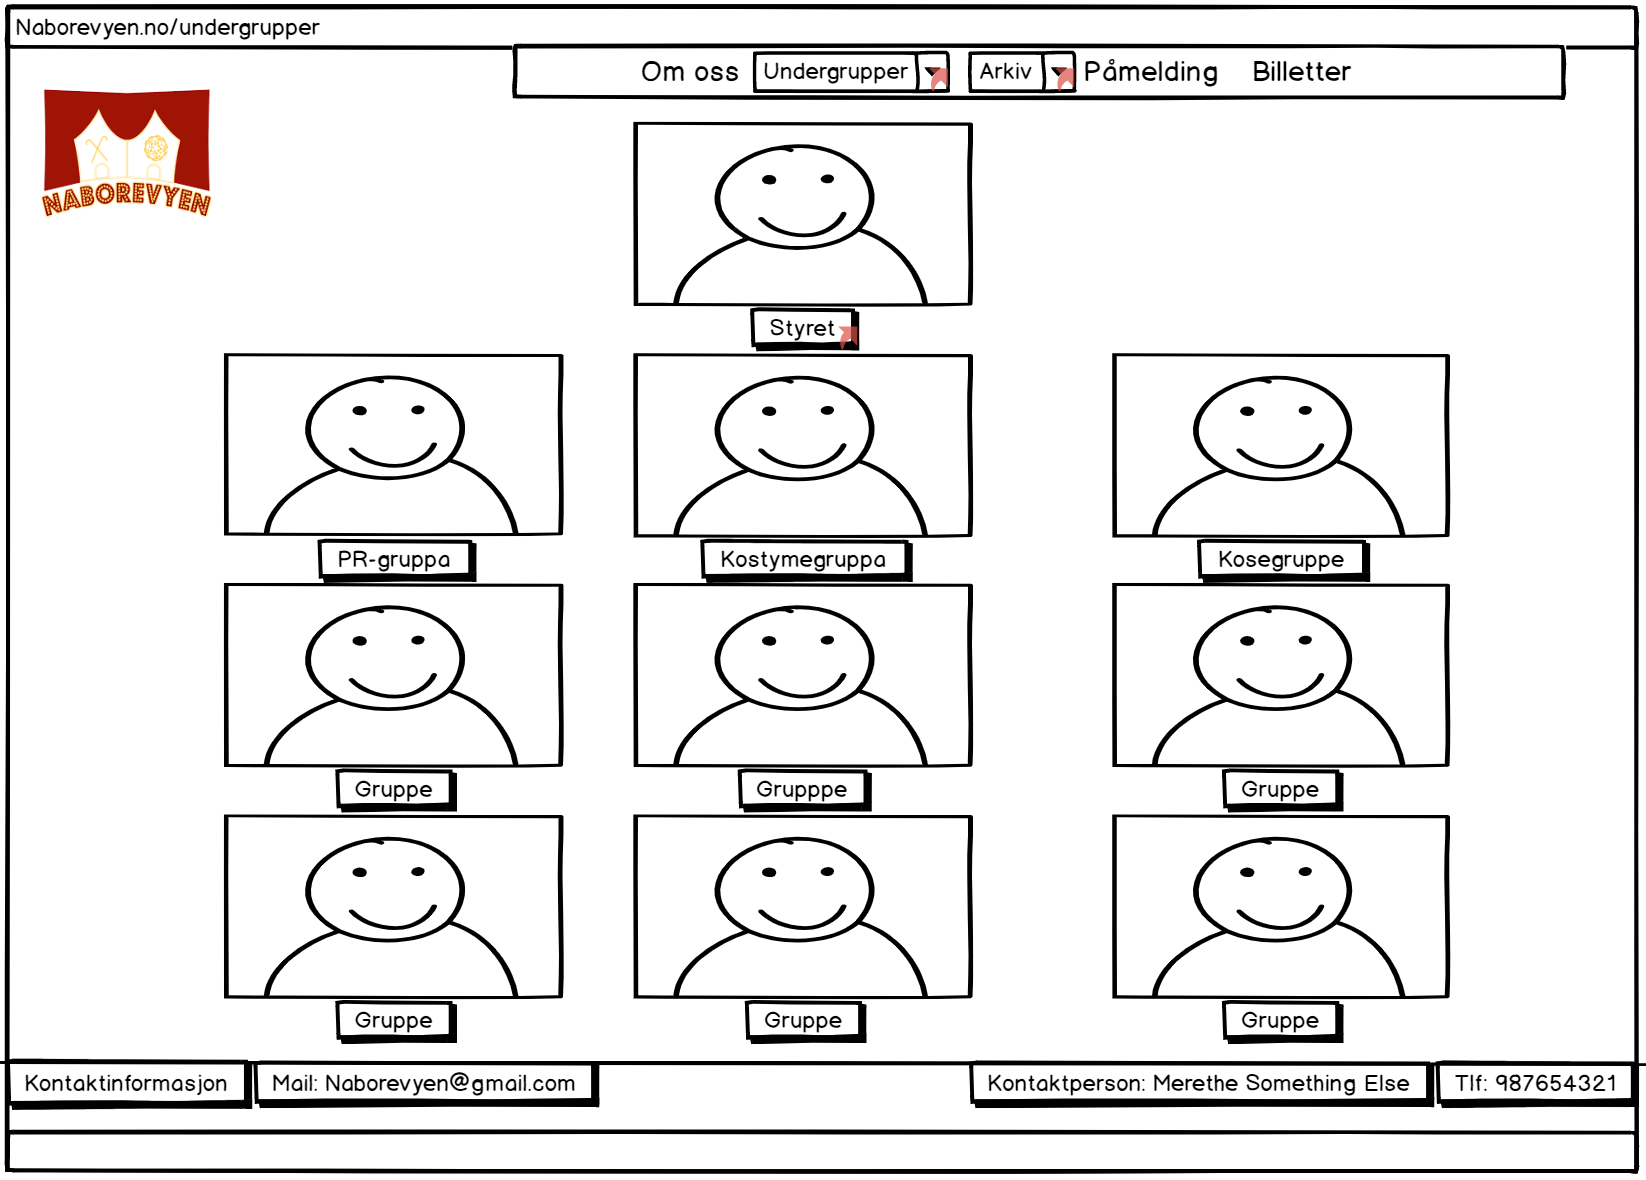 Naborevyen.no/undergrupper
Om oss Undergrupper Arkiv Påmelding Billetter
NABOREVYEN
Styret
PR-gruppa Kostymegruppa Kosegruppe
Gruppe Grupppe Gruppe
Gruppe Gruppe Gruppe
Kontaktinformasjon Mail: Naborevyen@gmail.com Kontaktperson: Merethe Something Else Tlf: 987654321